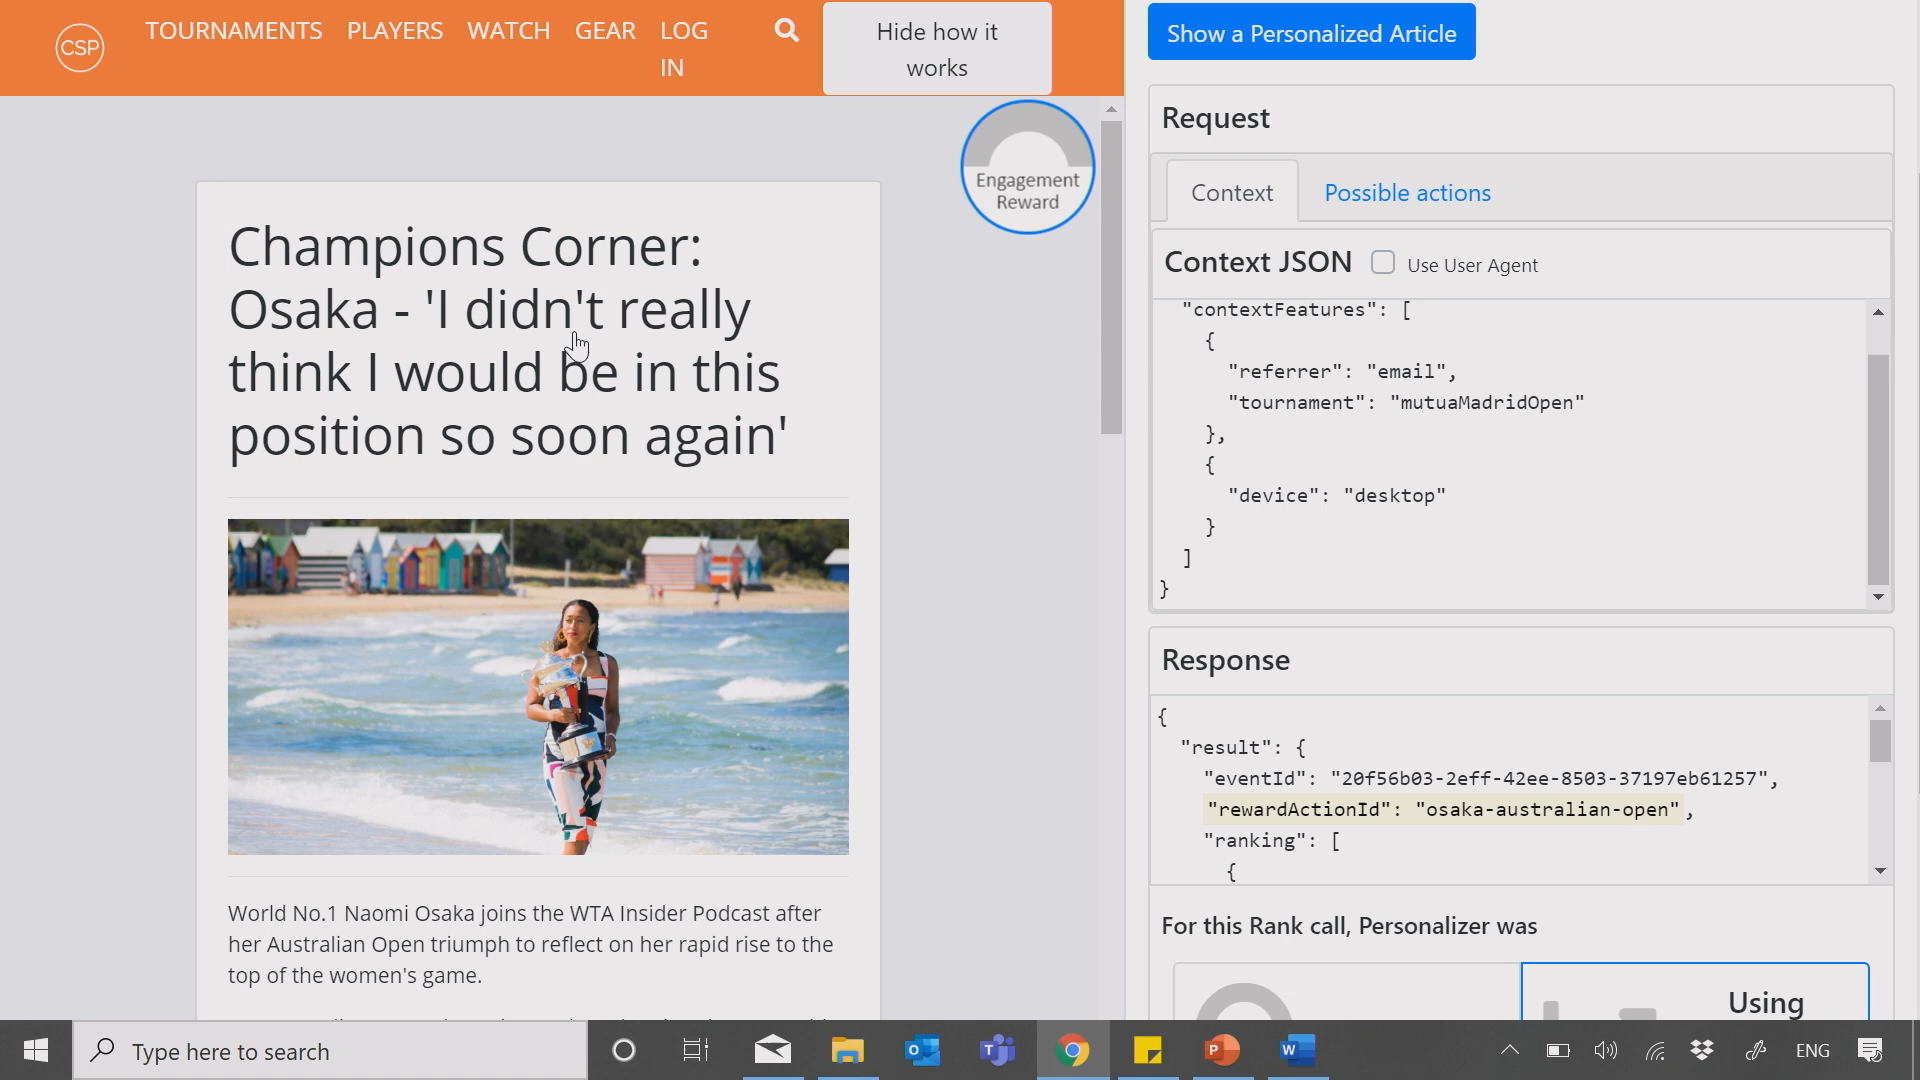 CSP
TOURNAMENTS PLAYERS WATCH GEAR LOG
IN
Hide how it
works
Engagement
Reward
Champions Corner:
Osaka - 'I didn't really
think I would be in this
position so soon again'
World No.1 Naomi Osaka joins the WTA Insider Podcast after
her Australian Open triumph to reflect on her rapid rise to the
top of the women's game.
Show a Personalized Article
Request
Context Possible actions
Context JSON Use User Agent
"contextFeatures": [
{
"referrer": "email",
"tournament": "mutuaMadridOpen"
},
{
"device": "desktop"
}
]
}
Response
{
"result": {
"eventId": "20f56b03-2eff-42ee-8503-37197eb61257",
"rewardActionId": "osaka-australian-open",
"ranking": [
{
For this Rank call, Personalizer was
Using
Type here to search
ENG